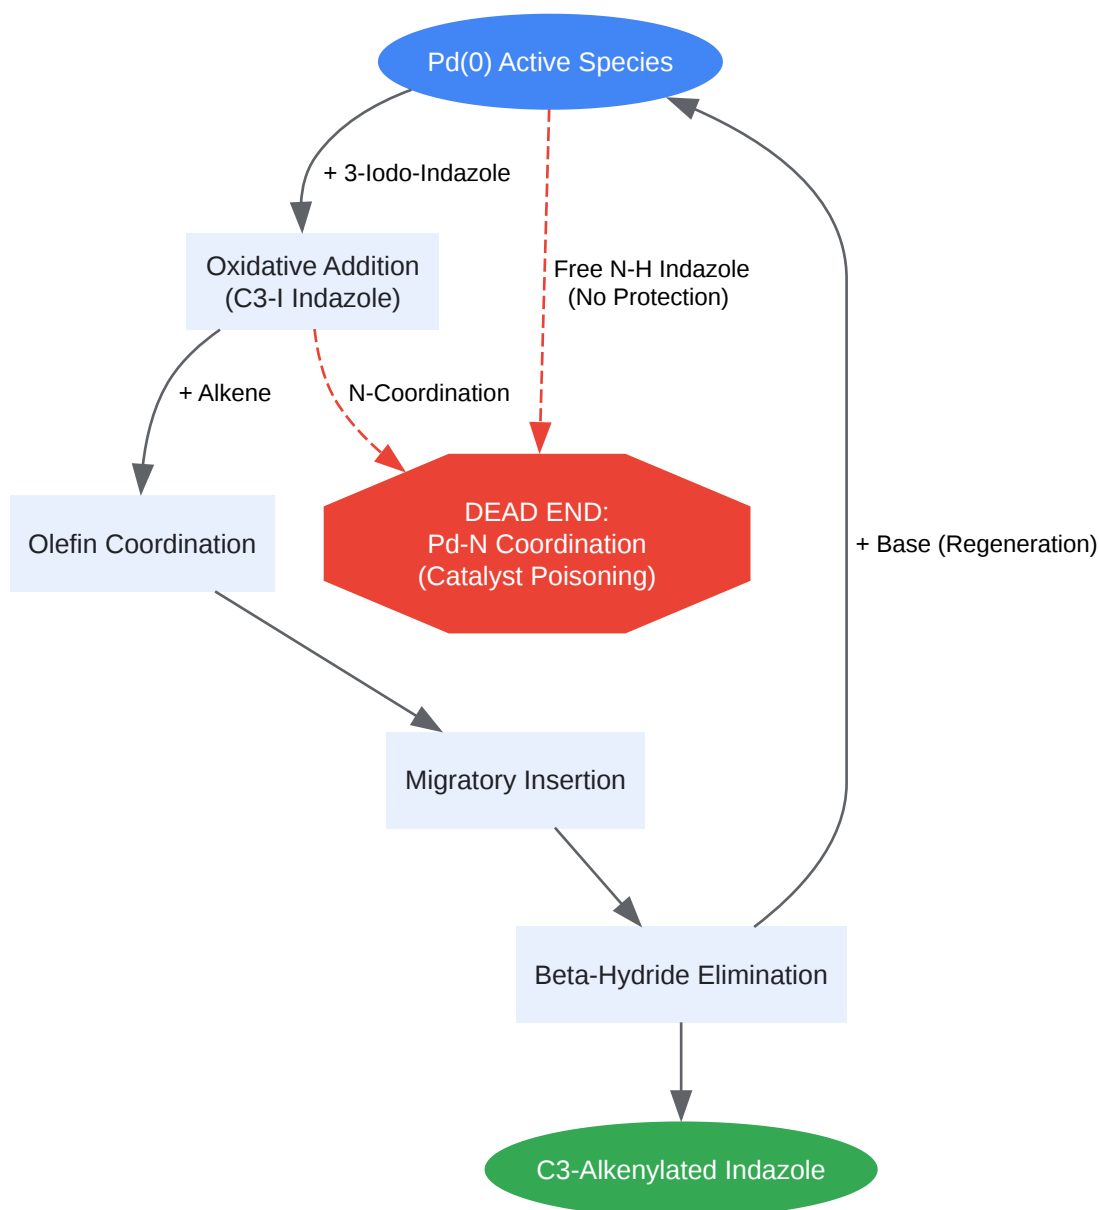 Pd(0) Active Species
+ 3-Iodo-Indazole
Oxidative Addition
(C3-I Indazole)
Free N-H Indazole
(No Protection)
+ Alkene
N-Coordination
Olefin Coordination
DEAD END:
Pd-N Coordination
(Catalyst Poisoning)
+ Base (Regeneration)
Migratory Insertion
Beta-Hydride Elimination
C3-Alkenylated Indazole